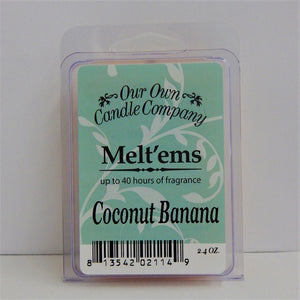 Our Own
Candle Company
Melt'ems
up to 40 hours of fragrance
Coconut Banana
2.4 OZ.
8 13542 02114 9